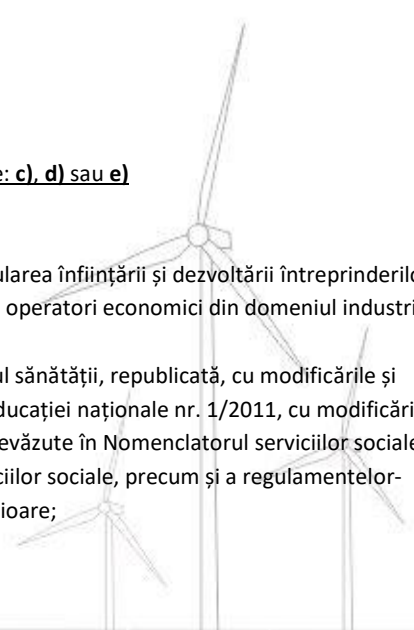 e: c), d) sau e)
ularea înființării și dezvoltării întreprinderilo
operatori economici din domeniul industri
ul sănătății, republicată, cu modificările și
ducației naționale nr. 1/2011, cu modificări
evăzute în Nomenclatorul serviciilor sociale
ciilor sociale, precum și a regulamentelor-
ioare;